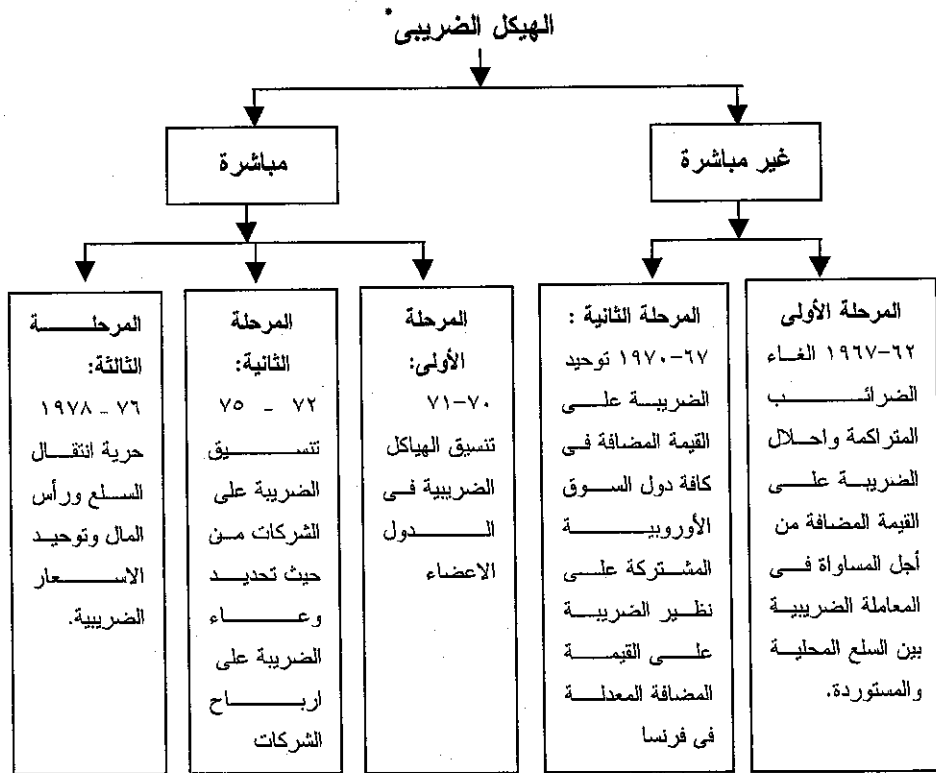 الهيكل الضريبى*
غير مباشرة
مباشرة
المرحلة الأولى
٦٢-١٩٦٧ الغاء
الضرائب
المتراكمة واحلال
الضريبة على
القيمة المضافة من
أجل المساواة فى
المعاملة الضريبية
بين السلع المحلية
والمستوردة.
المرحلة الثانية :
٦٧-١٩٧٠ توحيد
الضريبة على
القيمة المضافة فى
كافة دول السوق
الأوروبية
المشتركة على
نظير الضريبة
على القيمة
المضافة المعدلة
فى فرنسا
المرحلة
الأولى:
٧٠-٧١
تنسيق الهياكل
الضريبية فى
الدول
الاعضاء
المرحلة
الثانية:
٧٢ - ٧٥
تنسيق
الضريبة على
الشركات من
حيث تحديد
وعاء
الضريبة على
ارباح
الشركات
المرحلة
الثالثة:
٧٦ - ١٩٧٨
حرية انتقال
السلع ورأس
المال وتوحيد
الاسعار
الضريبية.